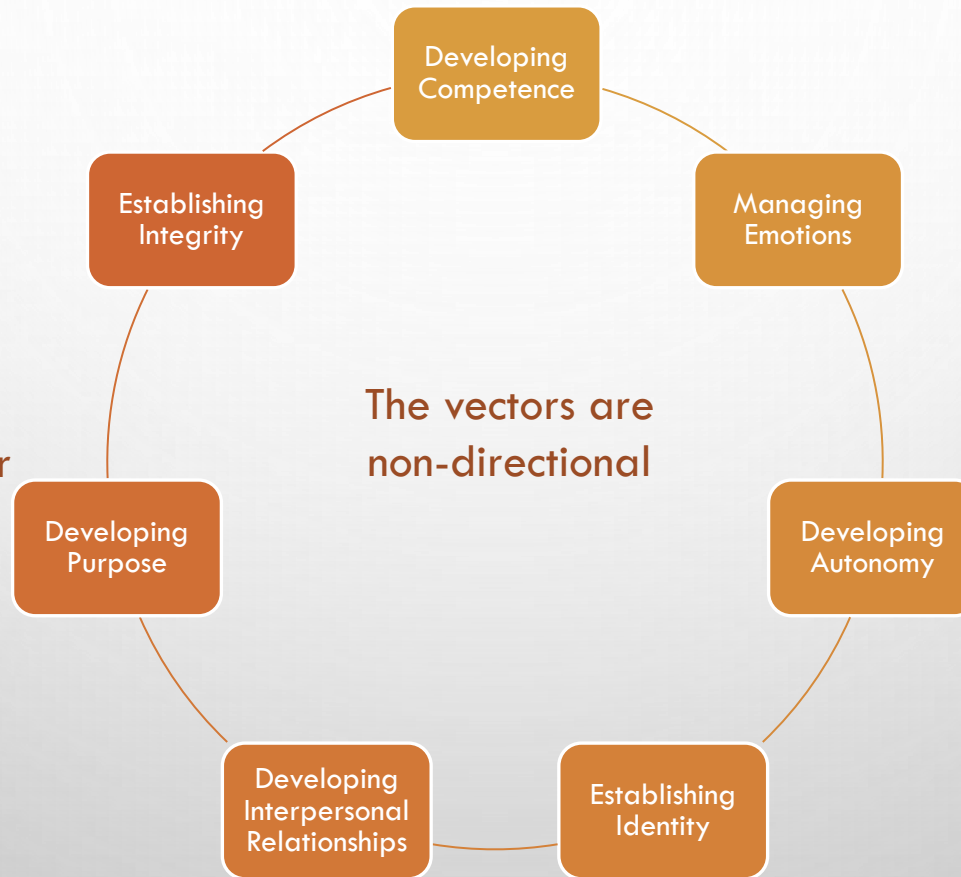 Developing
Competence
Managing
Emotions
Developing
Autonomy
Establishing
Identity
Developing
Interpersonal
Relationships
Developing
Purpose
Establishing
Integrity
The vectors are
non-directional
r